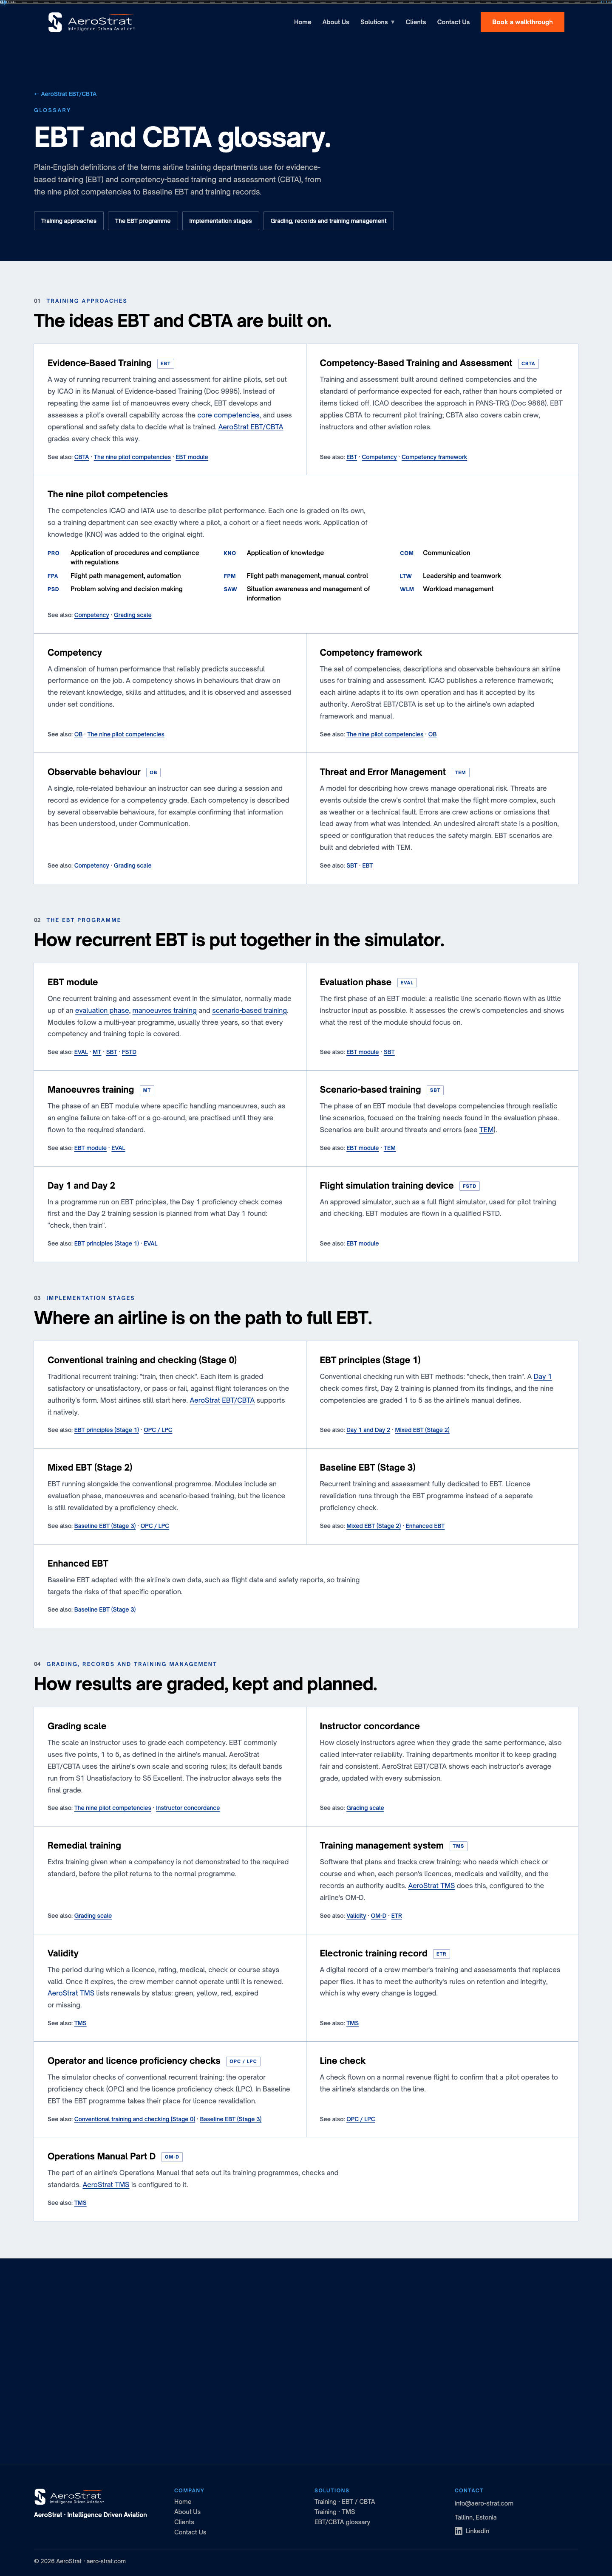 AeroStrat
Intelligence Driven Aviation
Home
About Us
Solutions ▼
Clients
Contact Us
Book a walkthrough
← AeroStrat EBT/CBTA
GLOSSARY
EBT and CBTA glossary.
Plain-English definitions of the terms airline training departments use for evidence-
based training (EBT) and competency-based training and assessment (CBTA), from
the nine pilot competencies to Baseline EBT and training records.
Training approaches
The EBT programme
Implementation stages
Grading, records and training management
01 TRAINING APPROACHES
The ideas EBT and CBTA are built on.
Evidence-Based Training EBT
A way of running recurrent training and assessment for airline pilots, set out
by ICAO in its Manual of Evidence-based Training (Doc 9995). Instead of
repeating the same list of manoeuvres every check, EBT develops and
assesses a pilot's overall capability across the core competencies, and uses
operational and safety data to decide what is trained. AeroStrat EBT/CBTA
grades every check this way.
See also: CBTA · The nine pilot competencies · EBT module
Competency-Based Training and Assessment CBTA
Training and assessment built around defined competencies and the
standard of performance expected for each, rather than hours completed or
items ticked off. ICAO describes the approach in PANS-TRG (Doc 9868). EBT
applies CBTA to recurrent pilot training; CBTA also covers cabin crew,
instructors and other aviation roles.
See also: EBT · Competency · Competency framework
The nine pilot competencies
The competencies ICAO and IATA use to describe pilot performance. Each one is graded on its own,
so a training department can see exactly where a pilot, a cohort or a fleet needs work. Application of
knowledge (KNO) was added to the original eight.
PRO Application of procedures and compliance
with regulations
KNO Application of knowledge
COM Communication
FPA Flight path management, automation
FPM Flight path management, manual control
LTW Leadership and teamwork
PSD Problem solving and decision making
SAW Situation awareness and management of
information
WLM Workload management
See also: Competency · Grading scale
Competency
A dimension of human performance that reliably predicts successful
performance on the job. A competency shows in behaviours that draw on
the relevant knowledge, skills and attitudes, and it is observed and assessed
under set conditions.
See also: OB · The nine pilot competencies
Competency framework
The set of competencies, descriptions and observable behaviours an airline
uses for training and assessment. ICAO publishes a reference framework;
each airline adapts it to its own operation and has it accepted by its
authority. AeroStrat EBT/CBTA is set up to the airline's own adapted
framework and manual.
See also: The nine pilot competencies · OB
Observable behaviour OB
A single, role-related behaviour an instructor can see during a session and
record as evidence for a competency grade. Each competency is described
by several observable behaviours, for example confirming that information
has been understood, under Communication.
See also: Competency · Grading scale
Threat and Error Management TEM
A model for describing how crews manage operational risk. Threats are
events outside the crew's control that make the flight more complex, such
as weather or a technical fault. Errors are crew actions or omissions that
lead away from what was intended. An undesired aircraft state is a position,
speed or configuration that reduces the safety margin. EBT scenarios are
built and debriefed with TEM.
See also: SBT · EBT
02 THE EBT PROGRAMME
How recurrent EBT is put together in the simulator.
EBT module
One recurrent training and assessment event in the simulator, normally made
up of an evaluation phase, manoeuvres training and scenario-based training.
Modules follow a multi-year programme, usually three years, so that every
competency and training topic is covered.
See also: EVAL · MT · SBT · FSTD
Evaluation phase EVAL
The first phase of an EBT module: a realistic line scenario flown with as little
instructor input as possible. It assesses the crew's competencies and shows
what the rest of the module should focus on.
See also: EBT module · SBT
Manoeuvres training MT
The phase of an EBT module where specific handling manoeuvres, such as
an engine failure on take-off or a go-around, are practised until they are
flown to the required standard.
See also: EBT module · EVAL
Scenario-based training SBT
The phase of an EBT module that develops competencies through realistic
line scenarios, focused on the training needs found in the evaluation phase.
Scenarios are built around threats and errors (see TEM).
See also: EBT module · TEM
Day 1 and Day 2
In a programme run on EBT principles, the Day 1 proficiency check comes
first and the Day 2 training session is planned from what Day 1 found:
"check, then train".
See also: EBT principles (Stage 1) · EVAL
Flight simulation training device FSTD
An approved simulator, such as a full flight simulator, used for pilot training
and checking. EBT modules are flown in a qualified FSTD.
See also: EBT module
03 IMPLEMENTATION STAGES
Where an airline is on the path to full EBT.
Conventional training and checking (Stage 0)
Traditional recurrent training: "train, then check". Each item is graded
satisfactory or unsatisfactory, or pass or fail, against flight tolerances on the
authority's form. Most airlines still start here. AeroStrat EBT/CBTA supports
it natively.
See also: EBT principles (Stage 1) · OPC / LPC
EBT principles (Stage 1)
Conventional checking run with EBT methods: "check, then train". A Day 1
check comes first, Day 2 training is planned from its findings, and the nine
competencies are graded 1 to 5 as the airline's manual defines.
See also: Day 1 and Day 2 · Mixed EBT (Stage 2)
Mixed EBT (Stage 2)
EBT running alongside the conventional programme. Modules include an
evaluation phase, manoeuvres and scenario-based training, but the licence
is still revalidated by a proficiency check.
See also: Baseline EBT (Stage 3) · OPC / LPC
Baseline EBT (Stage 3)
Recurrent training and assessment fully dedicated to EBT. Licence
revalidation runs through the EBT programme instead of a separate
proficiency check.
See also: Mixed EBT (Stage 2) · Enhanced EBT
Enhanced EBT
Baseline EBT adapted with the airline's own data, such as flight data and safety reports, so training
targets the risks of that specific operation.
See also: Baseline EBT (Stage 3)
04 GRADING, RECORDS AND TRAINING MANAGEMENT
How results are graded, kept and planned.
Grading scale
The scale an instructor uses to grade each competency. EBT commonly
uses five points, 1 to 5, as defined in the airline's manual. AeroStrat
EBT/CBTA uses the airline's own scale and scoring rules; its default bands
run from S1 Unsatisfactory to S5 Excellent. The instructor always sets the
final grade.
See also: The nine pilot competencies · Instructor concordance
Instructor concordance
How closely instructors agree when they grade the same performance, also
called inter-rater reliability. Training departments monitor it to keep grading
fair and consistent. AeroStrat EBT/CBTA shows each instructor's average
grade, updated with every submission.
See also: Grading scale
Remedial training
Extra training given when a competency is not demonstrated to the required
standard, before the pilot returns to the normal programme.
See also: Grading scale
Training management system TMS
Software that plans and tracks crew training: who needs which check or
course and when, each person's licences, medicals and validity, and the
records an authority audits. AeroStrat TMS does this, configured to the
airline's OM-D.
See also: Validity · OM-D · ETR
Validity
The period during which a licence, rating, medical, check or course stays
valid. Once it expires, the crew member cannot operate until it is renewed.
AeroStrat TMS lists renewals by status: green, yellow, red, expired
or missing.
See also: TMS
Electronic training record ETR
A digital record of a crew member's training and assessments that replaces
paper files. It has to meet the authority's rules on retention and integrity,
which is why every change is logged.
See also: TMS
Operator and licence proficiency checks OPC / LPC
The simulator checks of conventional recurrent training: the operator
proficiency check (OPC) and the licence proficiency check (LPC). In Baseline
EBT the EBT programme takes their place for licence revalidation.
See also: Conventional training and checking (Stage 0) · Baseline EBT (Stage 3)
Line check
A check flown on a normal revenue flight to confirm that a pilot operates to
the airline's standards on the line.
See also: OPC / LPC
Operations Manual Part D OM-D
The part of an airline's Operations Manual that sets out its training programmes, checks and
standards. AeroStrat TMS is configured to it.
See also: TMS
AeroStrat
Intelligence Driven Aviation
AeroStrat · Intelligence Driven Aviation
COMPANY
Home
About Us
Clients
Contact Us
SOLUTIONS
Training · EBT / CBTA
Training · TMS
EBT/CBTA glossary
CONTACT
info@aero-strat.com
Tallinn, Estonia
LinkedIn
© 2026 AeroStrat · aero-strat.com